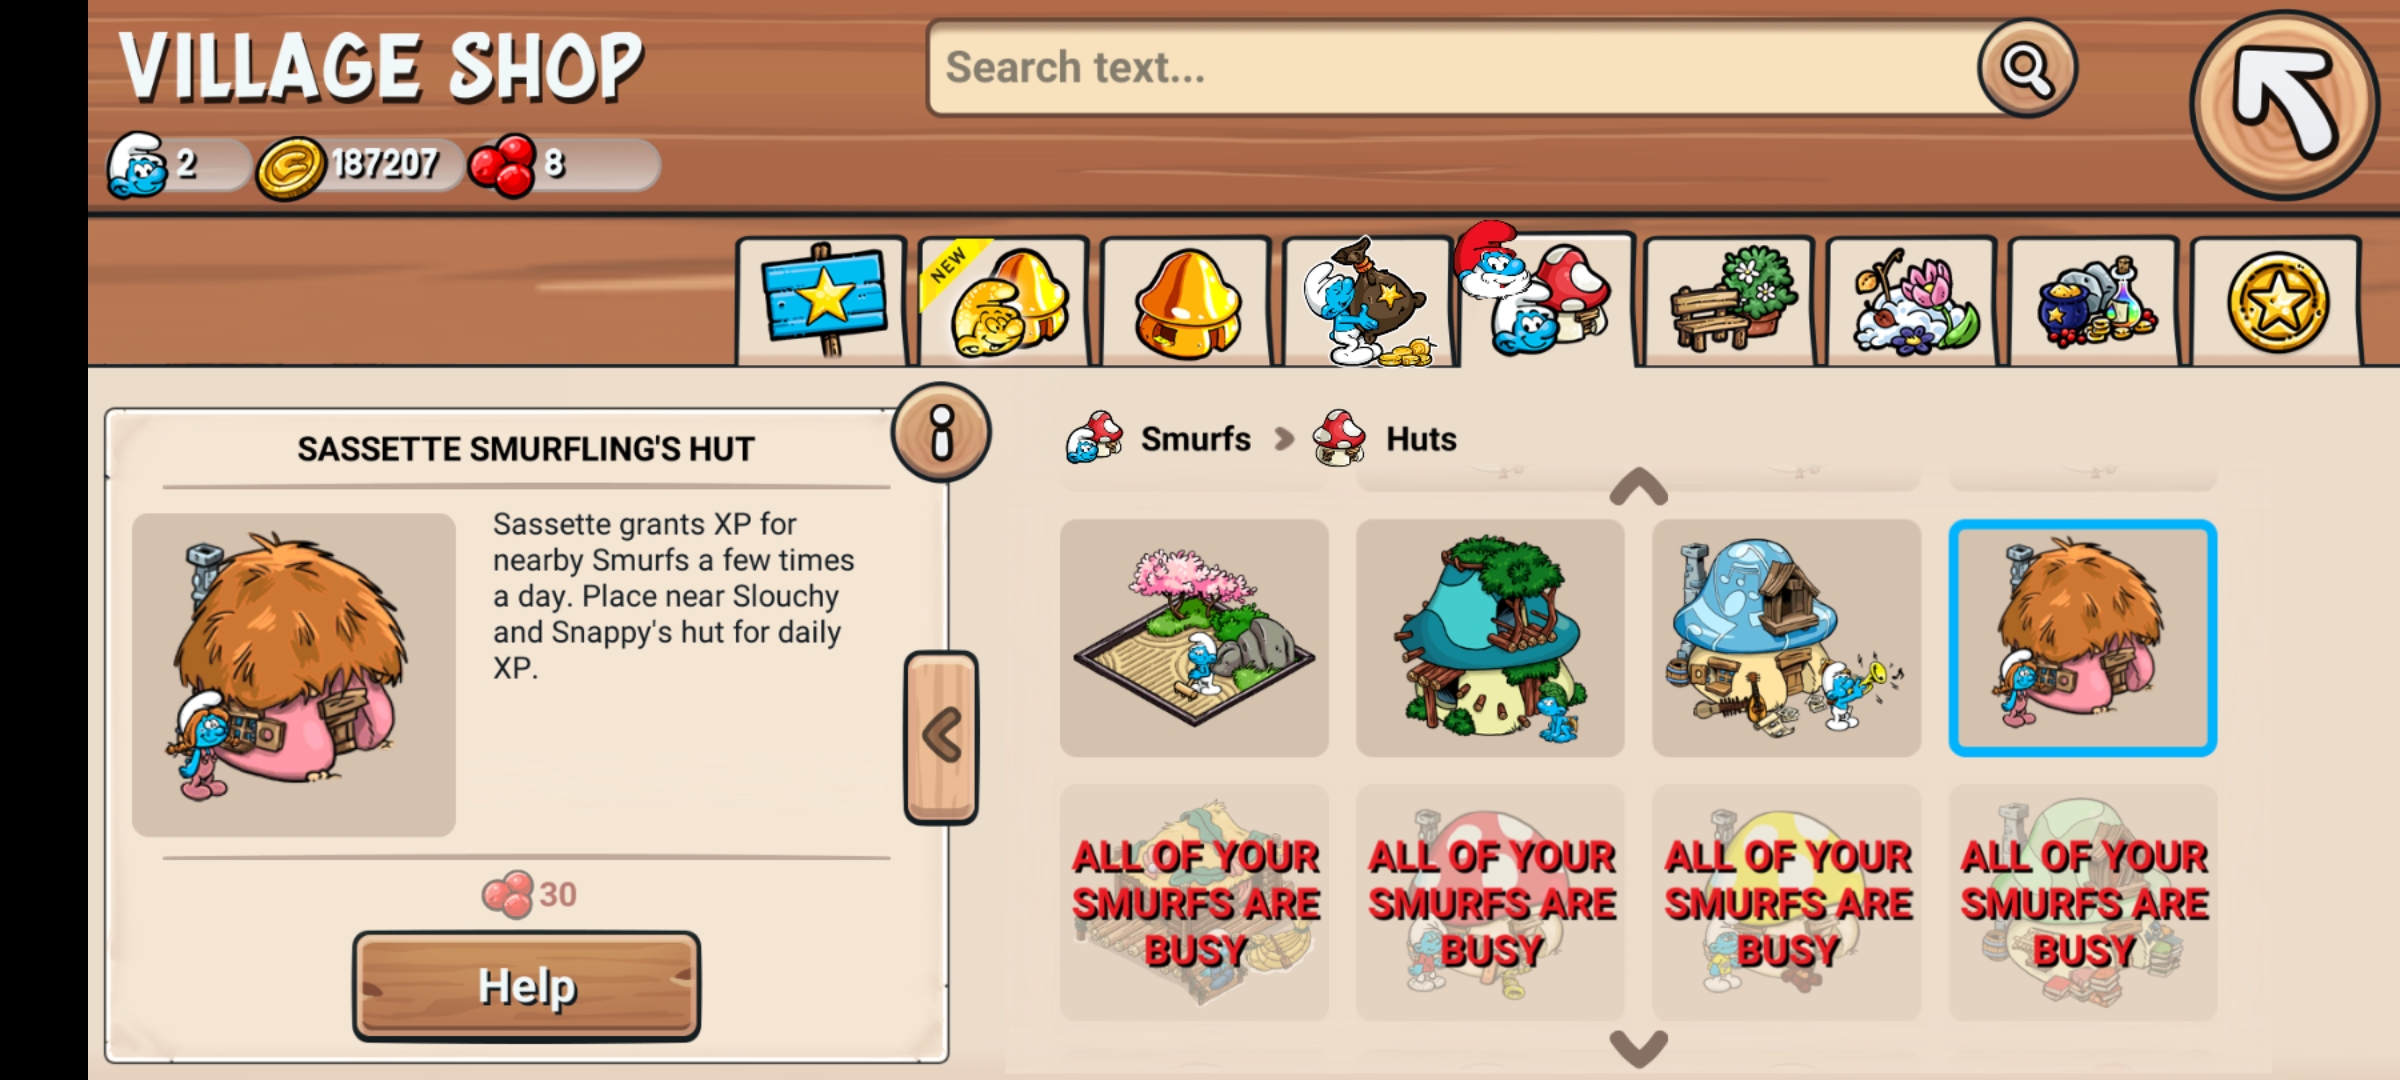 VILLAGE SHOP
Search text...
2
187207
8
NEW
SASSETTE SMURFLING'S HUT
Sassette grants XP for
nearby Smurfs a few times
a day. Place near Slouchy
and Snappy's hut for daily
XP.
30
Help
Smurfs
Huts
ALL OF YOUR
SMURFS ARE
BUSY
ALL OF YOUR
SMURFS ARE
BUSY
ALL OF YOUR
SMURFS ARE
BUSY
ALL OF YOUR
SMURFS ARE
BUSY